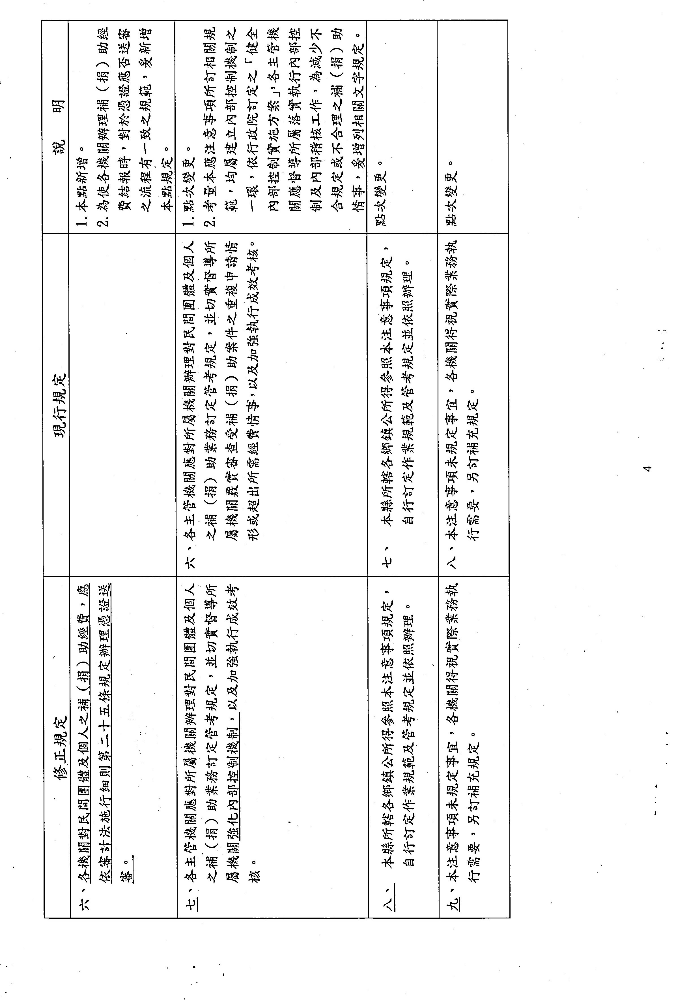 修正規定
現行規定
說　明
六、各機關對民間團體及個人之補（捐）助經費，應
依審計法施行細則第二十五條規定辦理憑證送
審。
1.本點新增。
2.為使各機關辦理補（捐）助經
費結報時，對於憑證應否送審
之流程有一致之規範，爰新增
本點規定。
七、各主管機關應對所屬機關辦理對民間團體及個人
之補（捐）助業務訂定管考規定，並切實督導所
屬機關強化內部控制機制，以及加強執行成效考
核。
六、各主管機關應對所屬機關辦理對民間團體及個人
之補（捐）助業務訂定管考規定，並切實督導所
屬機關覈實審查受補（捐）助案件之重複申請情
形或超出所需經費情事，以及加強執行成效考核。
1.點次變更。
2.考量本應注意事項所訂相關規
範，均屬建立內部控制機制之
一環，依行政院訂定之「健全
內部控制實施方案」，各主管機
關應督導所屬落實執行內部控
制及內部稽核工作，為減少不
合規定或不合理之補（捐）助
情事，爰增列相關文字規定。
八、　本縣所轄各鄉鎮公所得參照本注意事項規定，
自行訂定作業規範及管考規定並依照辦理。
七、　本縣所轄各鄉鎮公所得參照本注意事項規定，
自行訂定作業規範及管考規定並依照辦理。
點次變更。
九、本注意事項未規定事宜，各機關得視實際業務執
行需要，另訂補充規定。
八、本注意事項未規定事宜，各機關得視實際業務執
行需要，另訂補充規定。
點次變更。
4